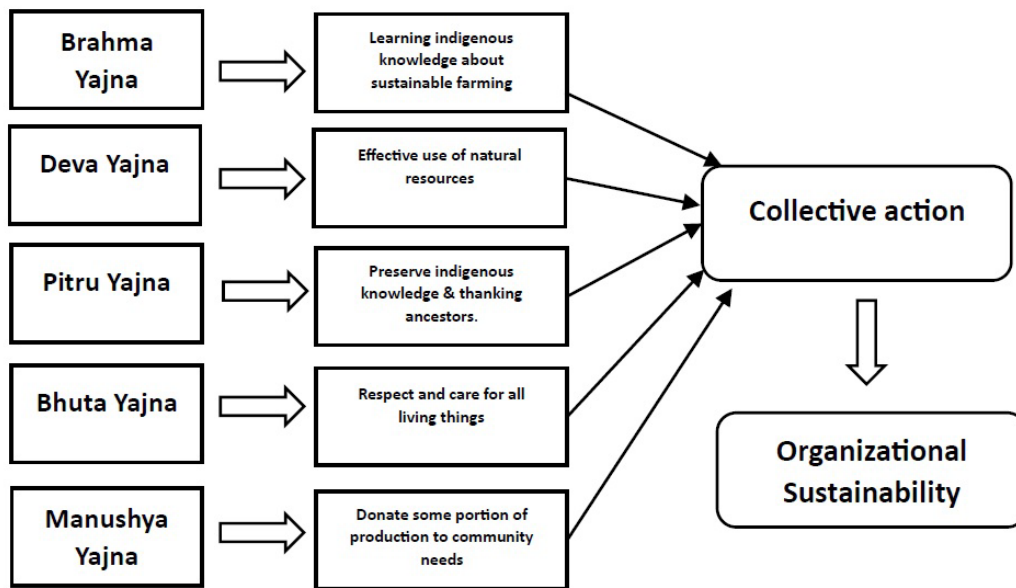 Brahma
Yajna
Learning indigenous
knowledge about
sustainable farming
Deva Yajna
Effective use of natural
resources
Pitru Yajna
Preserve indigenous
knowledge & thanking
ancestors.
Bhuta Yajna
Respect and care for all
living things
Manushya
Yajna
Donate some portion of
production to community
needs
Collective action
Organizational
Sustainability